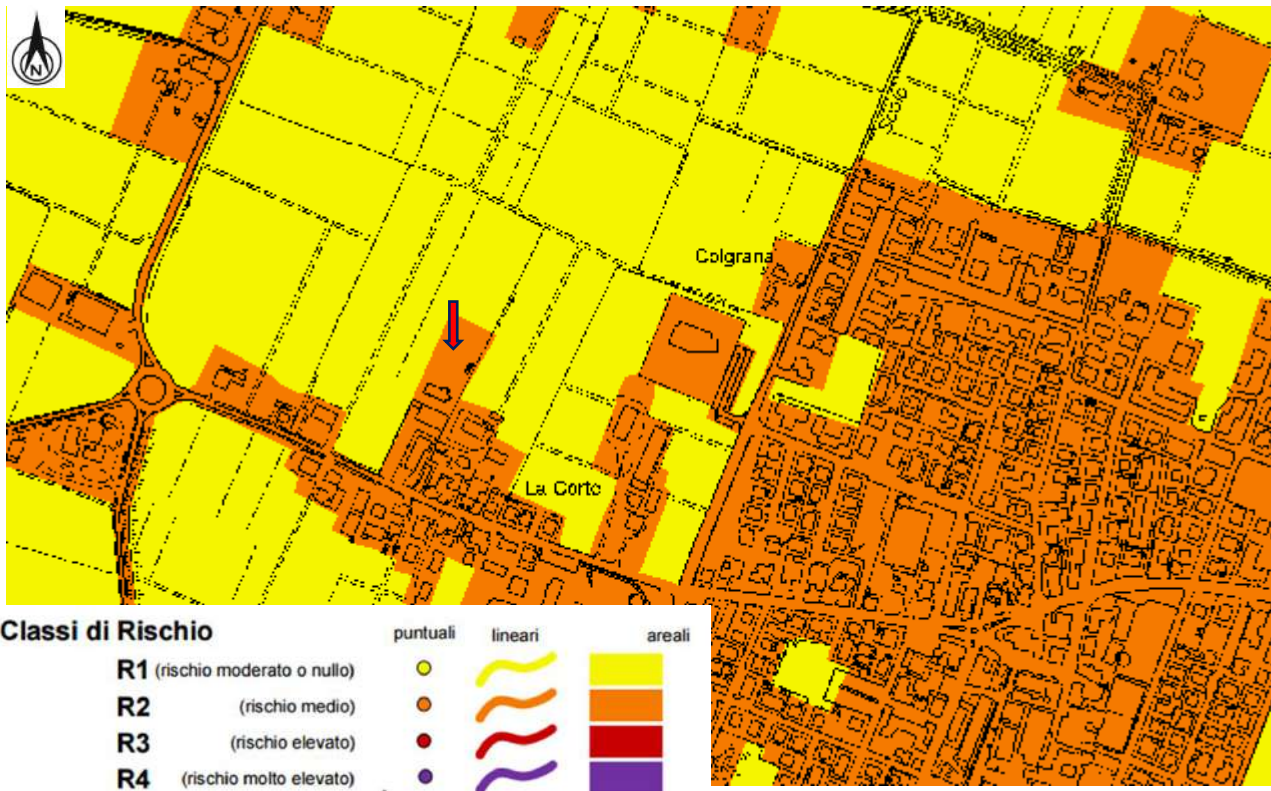 N
Scolo
Colgrana
La Corte
Classi di Rischio
puntuali lineari areali
R1 (rischio moderato o nullo)
R2 (rischio medio)
R3 (rischio elevato)
R4 (rischio molto elevato)